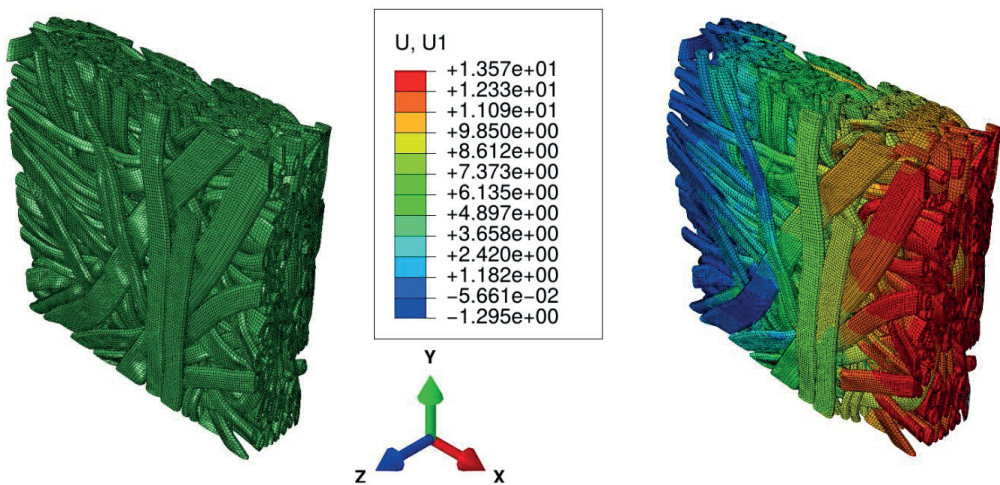 U, U1
+1.357e+01
+1.233e+01
+1.109e+01
+9.850e+00
+8.612e+00
+7.373e+00
+6.135e+00
+4.897e+00
+3.658e+00
+2.420e+00
+1.182e+00
−5.661e−02
−1.295e+00
Y
Z
X